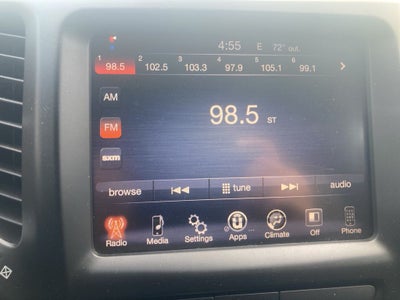 4:55 E 72° out.
1 2 3 4 5 6
98.5 102.5 103.3 97.9 105.1 99.1
AM
98.5 ST
FM
sxm
browse tune audio
Radio Media Settings Apps Climate Off Phone